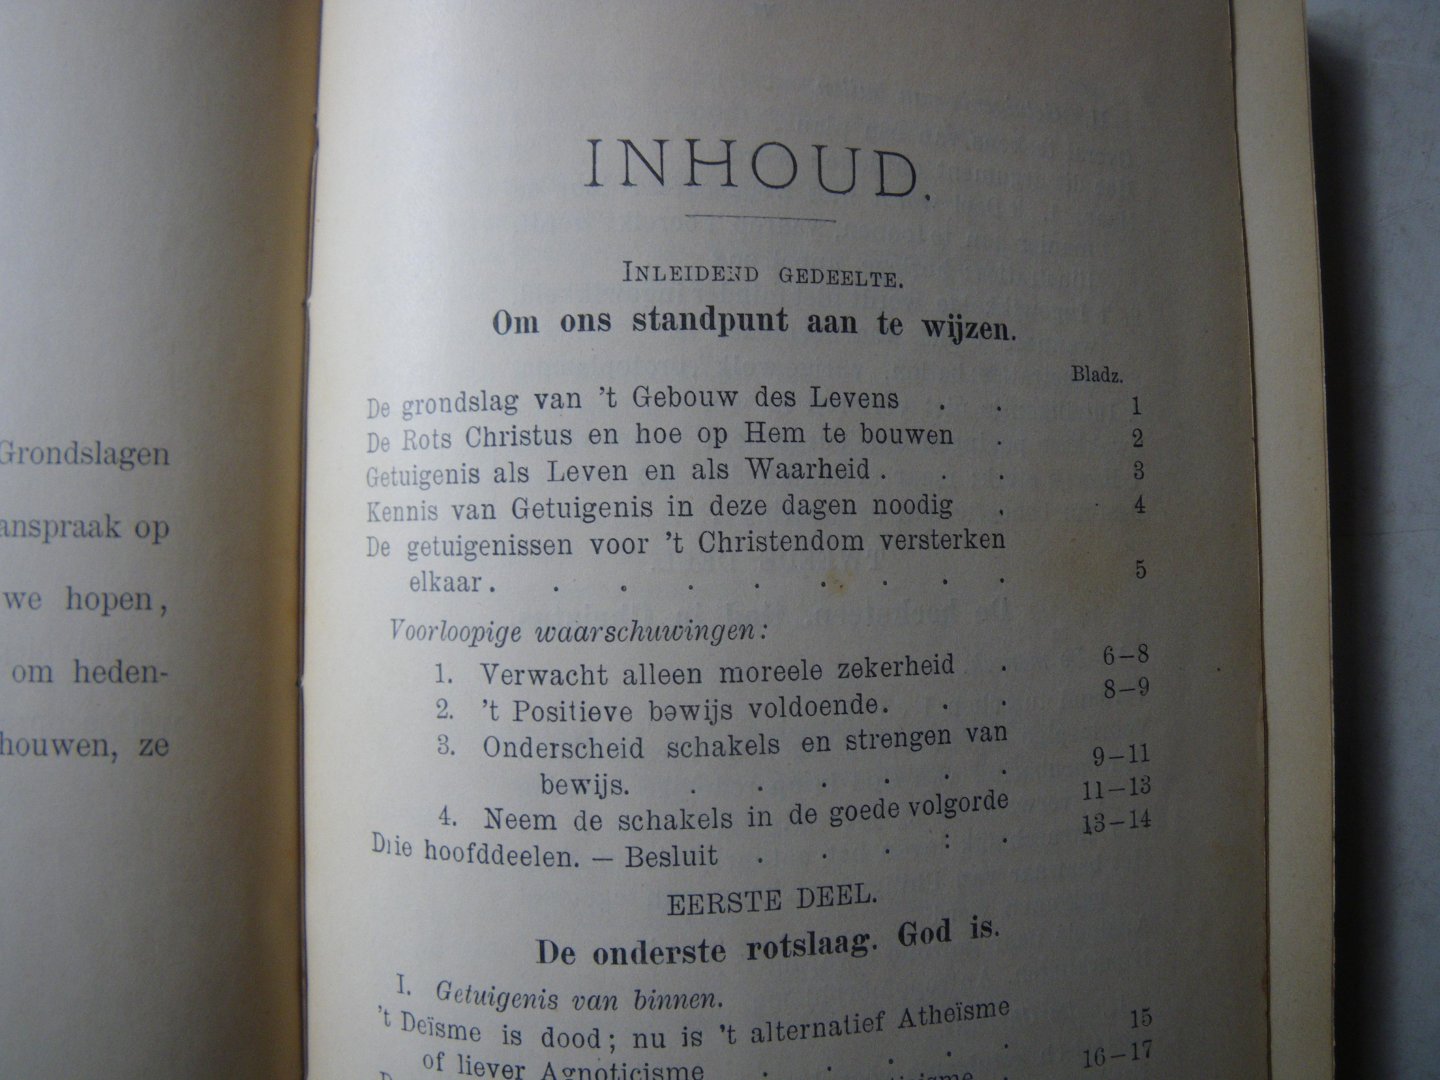 Grondslagen
anspraak op
we hopen,
om heden-
houwen, ze
INHOUD.
INLEIDEND GEDEELTE.
Om ons standpunt aan te wijzen.
Bladz.
De grondslag van 't Gebouw des Levens . . 1
De Rots Christus en hoe op Hem te bouwen . 2
Getuigenis als Leven en als Waarheid . . . 3
Kennis van Getuigenis in deze dagen noodig . 4
De getuigenissen voor 't Christendom versterken
elkaar . . . . . . . . . 5
Voorloopige waarschuwingen:
1. Verwacht alleen moreele zekerheid . 6–8
2. 't Positieve bewijs voldoende. . . 8–9
3. Onderscheid schakels en strengen van
bewijs. . . . . . . 9–11
4. Neem de schakels in de goede volgorde 11–13
Drie hoofddeelen. — Besluit . . . : . 13–14
EERSTE DEEL.
De onderste rotslaag. God is.
I. Getuigenis van binnen.
't Deïsme is dood; nu is 't alternatief Atheïsme
of liever Agnoticisme . . . . . 15
16–17